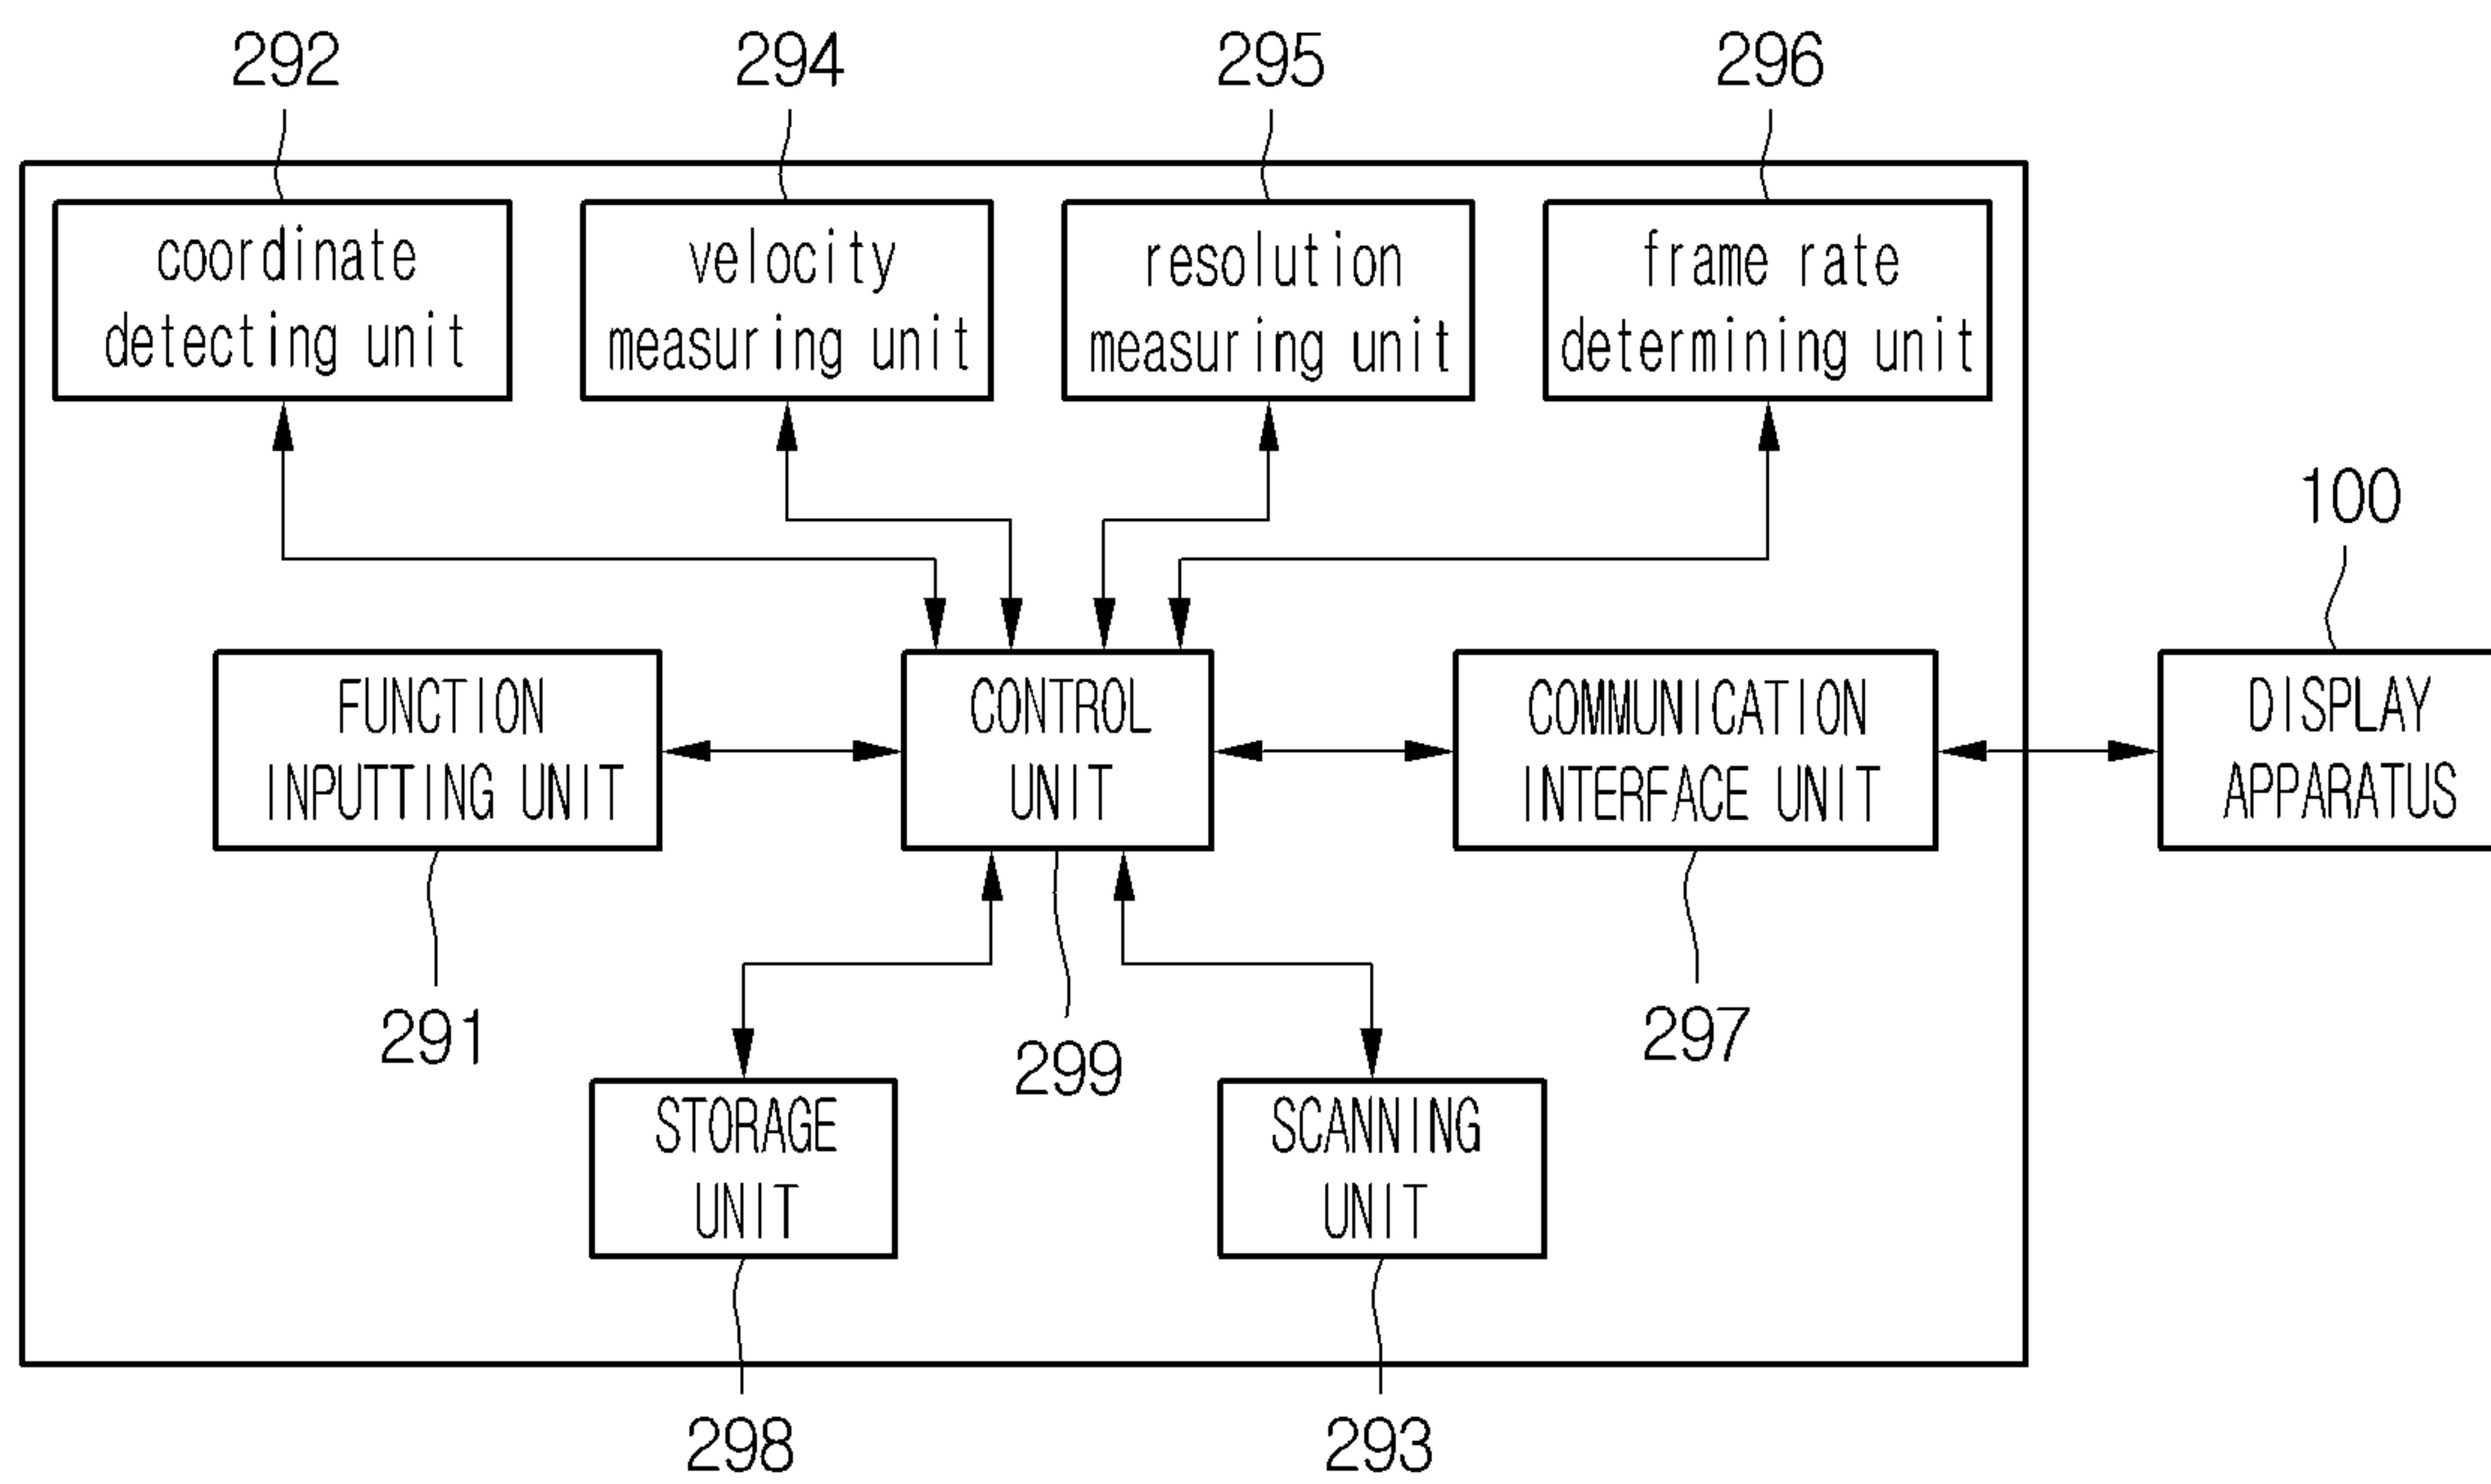 292
294
295
296
coordinate
detecting unit
velocity
measuring unit
resolution
measuring unit
frame rate
determining unit
100
FUNCTION
INPUTTING UNIT
CONTROL
UNIT
COMMUNICATION
INTERFACE UNIT
DISPLAY
APPARATUS
291
299
297
STORAGE
UNIT
SCANNING
UNIT
298
293